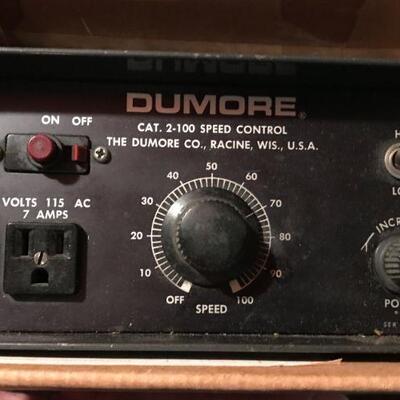 DUMORE®
CAT. 2-100 SPEED CONTROL
THE DUMORE CO., RACINE, WIS., U.S.A.
ON OFF
VOLTS 115 AC
7 AMPS
OFF 10 20 30 40 50 60 70 80 90 100
SPEED